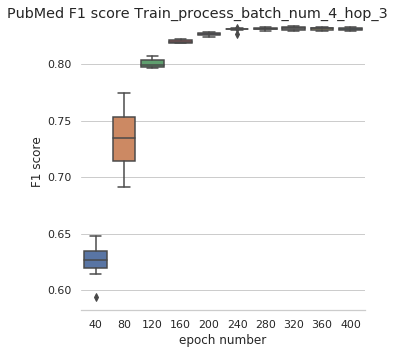 PubMed F1 score Train_process_batch_num_4_hop_3
0.80
0.75
F1 score
0.70
0.65
0.60
40 80 120 160 200 240 280 320 360 400
epoch number